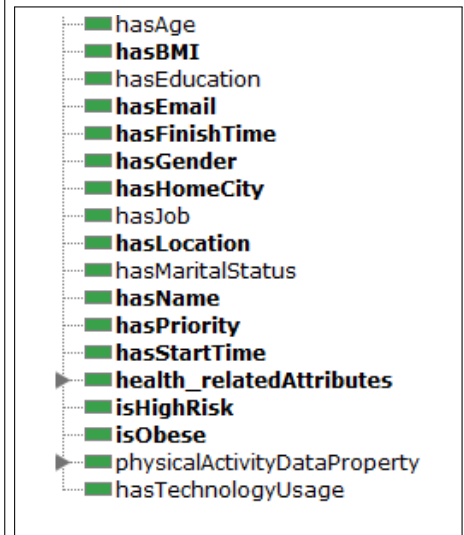 hasAge
hasBMI
hasEducation
hasEmail
hasFinishTime
hasGender
hasHomeCity
hasJob
hasLocation
hasMaritalStatus
hasName
hasPriority
hasStartTime
health_relatedAttributes
isHighRisk
isObese
physicalActivityDataProperty
hasTechnologyUsage